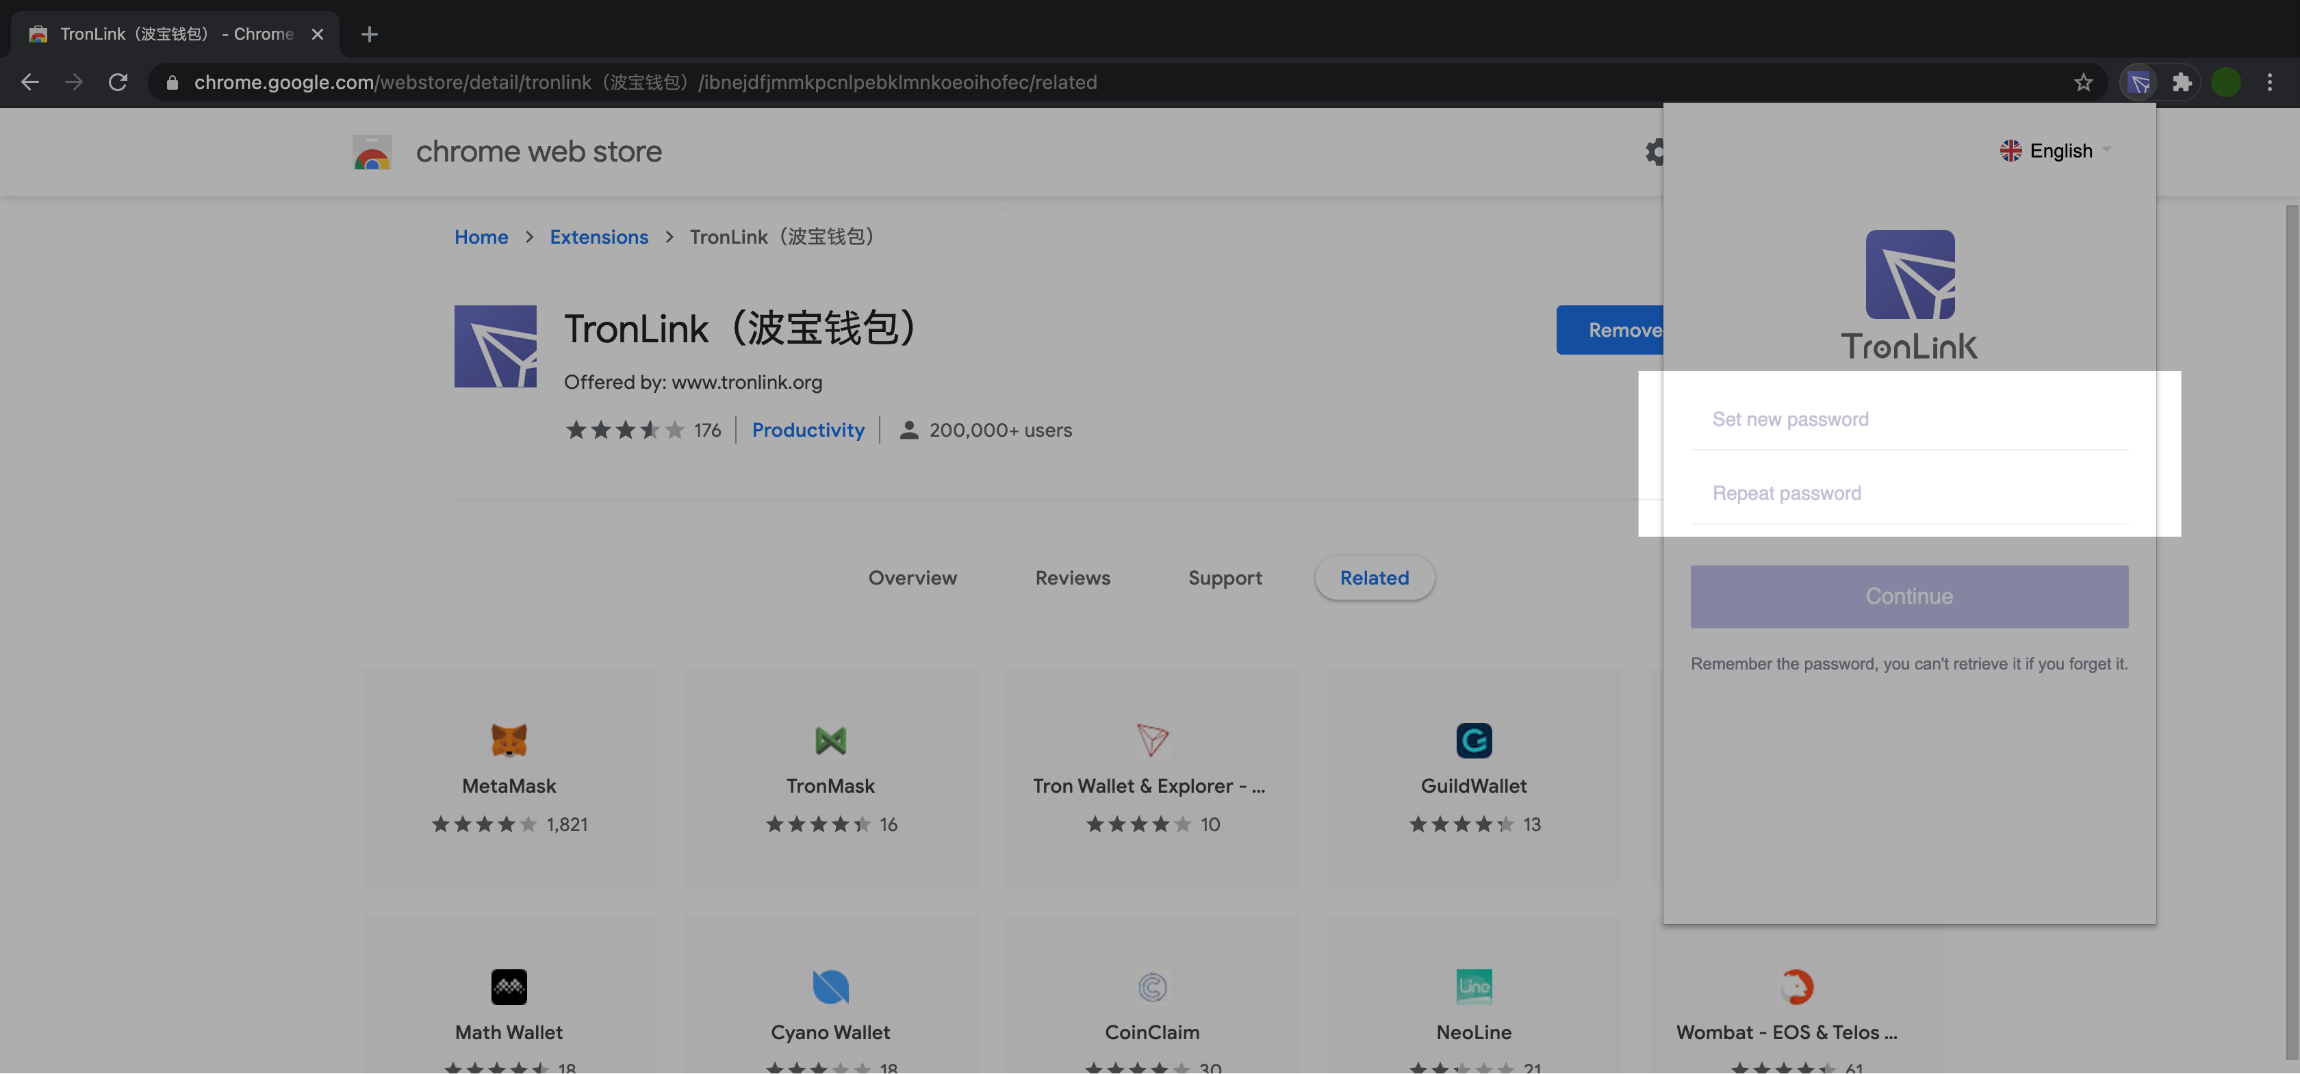 TronLink（波宝钱包） - Chrome
chrome.google.com/webstore/detail/tronlink（波宝钱包）/ibnejdfjmmkpcnlpebklmnkoeoihofec/related
chrome web store
English
Home > Extensions > TronLink（波宝钱包）
TronLink（波宝钱包）
Remove
Offered by: www.tronlink.org
176 Productivity 200,000+ users
TronLink
Set new password
Repeat password
Continue
Remember the password, you can't retrieve it if you forget it.
Overview Reviews Support Related
MetaMask TronMask Tron Wallet & Explorer - ... GuildWallet
1,821 16 10 13
Line
Math Wallet Cyano Wallet CoinClaim NeoLine Wombat - EOS & Telos ...
18 18 30 21 61